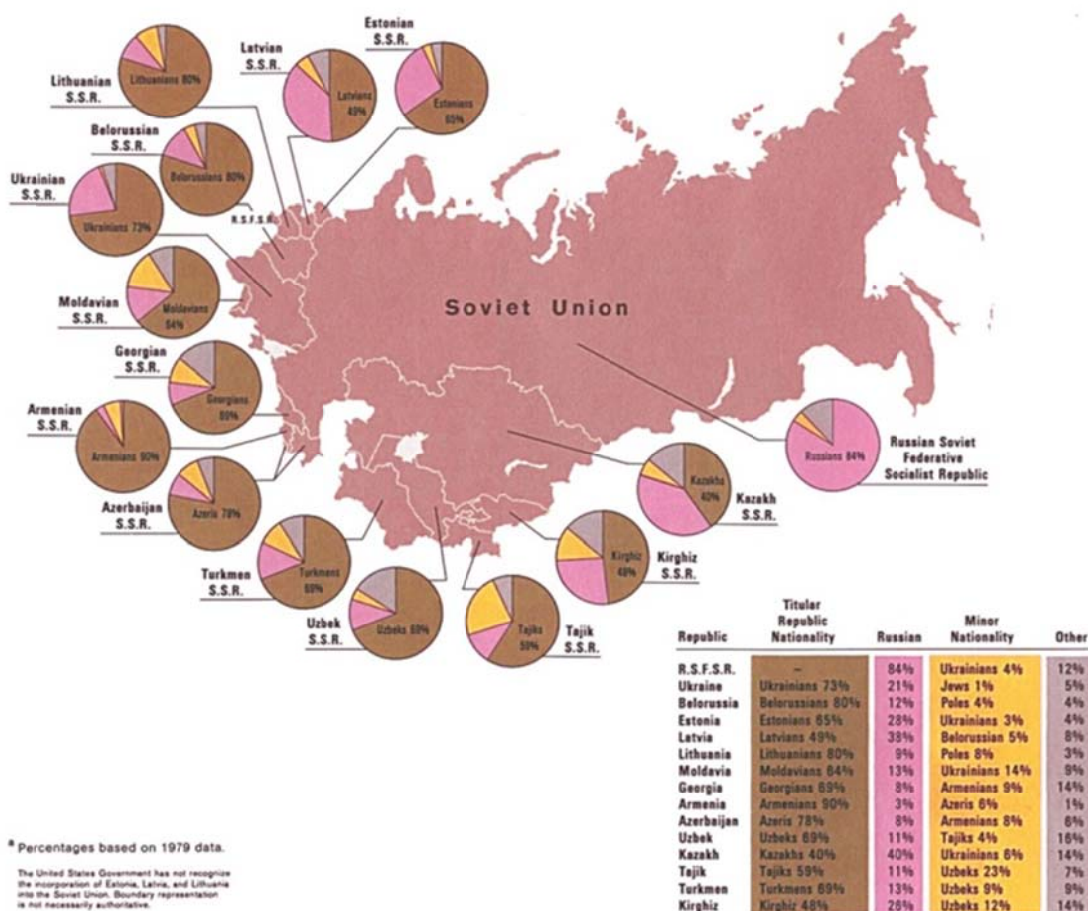 Estonian
S.S.R.
Latvian
S.S.R.
Lithuanian
S.S.R.
Lithuanians 80%
Latvians
49%
Estonians
65%
Belorussian
S.S.R.
Belorussians 80%
Ukrainian
S.S.R.
Ukrainians 73%
R.S.F.S.R.
Moldavian
S.S.R.
Moldavians
64%
Soviet Union
Georgian
S.S.R.
Georgians
69%
Armenian
S.S.R.
Armenians 90%
Azerbaijan
S.S.R.
Azeris 78%
Russians 84%
Russian Soviet
Federative
Socialist Republic
Kazakhs
40%
Kazakh
S.S.R.
Turkmen
S.S.R.
Turkmens
69%
Kirghiz
48%
Kirghiz
S.S.R.
Uzbek
S.S.R.
Uzbeks 69%
Tajiks
59%
Tajik
S.S.R.
Republic Titular Republic Nationality Russian Minor Nationality Other
R.S.F.S.R. – 84% Ukrainians 4% 12%
Ukraine Ukrainians 73% 21% Jews 1% 5%
Belorussia Belorussians 80% 12% Poles 4% 4%
Estonia Estonians 65% 28% Ukrainians 3% 4%
Latvia Latvians 49% 38% Belorussian 5% 8%
Lithuania Lithuanians 80% 9% Poles 8% 3%
Moldavia Moldavians 64% 13% Ukrainians 14% 9%
Georgia Georgians 69% 8% Armenians 9% 14%
Armenia Armenians 90% 3% Azeris 6% 1%
Azerbaijan Azeris 78% 8% Armenians 8% 6%
Uzbek Uzbeks 69% 11% Tajiks 4% 16%
Kazakh Kazakhs 40% 40% Ukrainians 6% 14%
Tajik Tajiks 59% 11% Uzbeks 23% 7%
Turkmen Turkmens 69% 13% Uzbeks 9% 9%
Kirghiz Kirghiz 48% 26% Uzbeks 12% 14%
a Percentages based on 1979 data.
The United States Government has not recognize
the incorporation of Estonia, Latvia, and Lithuania
into the Soviet Union. Boundary representation
is not necessarily authoritative.